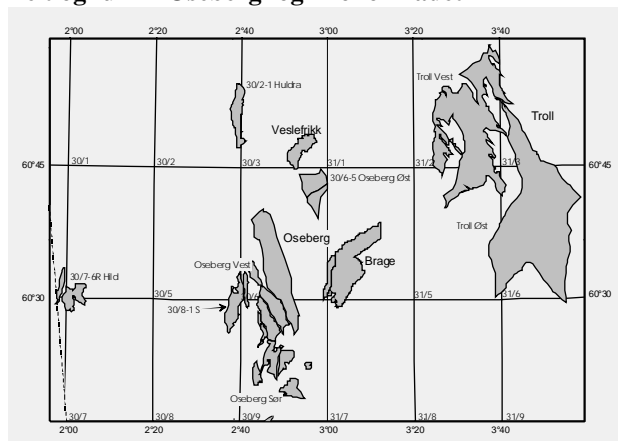 2°00 2°20 2°40 3°00 3°20 3°40
30/2-1 Huldra
Troll Vest
Troll
Veslefrikk
60°45 30/1 30/2 30/3 31/1 31/2 31/3 60°45
30/6-5 Oseberg Øst
Troll Øst
Oseberg
Oseberg Vest
Brage
30/7-6R Hild
60°30 30/5 31/5 31/6 60°30
30/8-1 S
Oseberg Sør
30/7 30/8 30/9 31/7 31/8 31/9
2°00 2°20 2°40 3°00 3°20 3°40